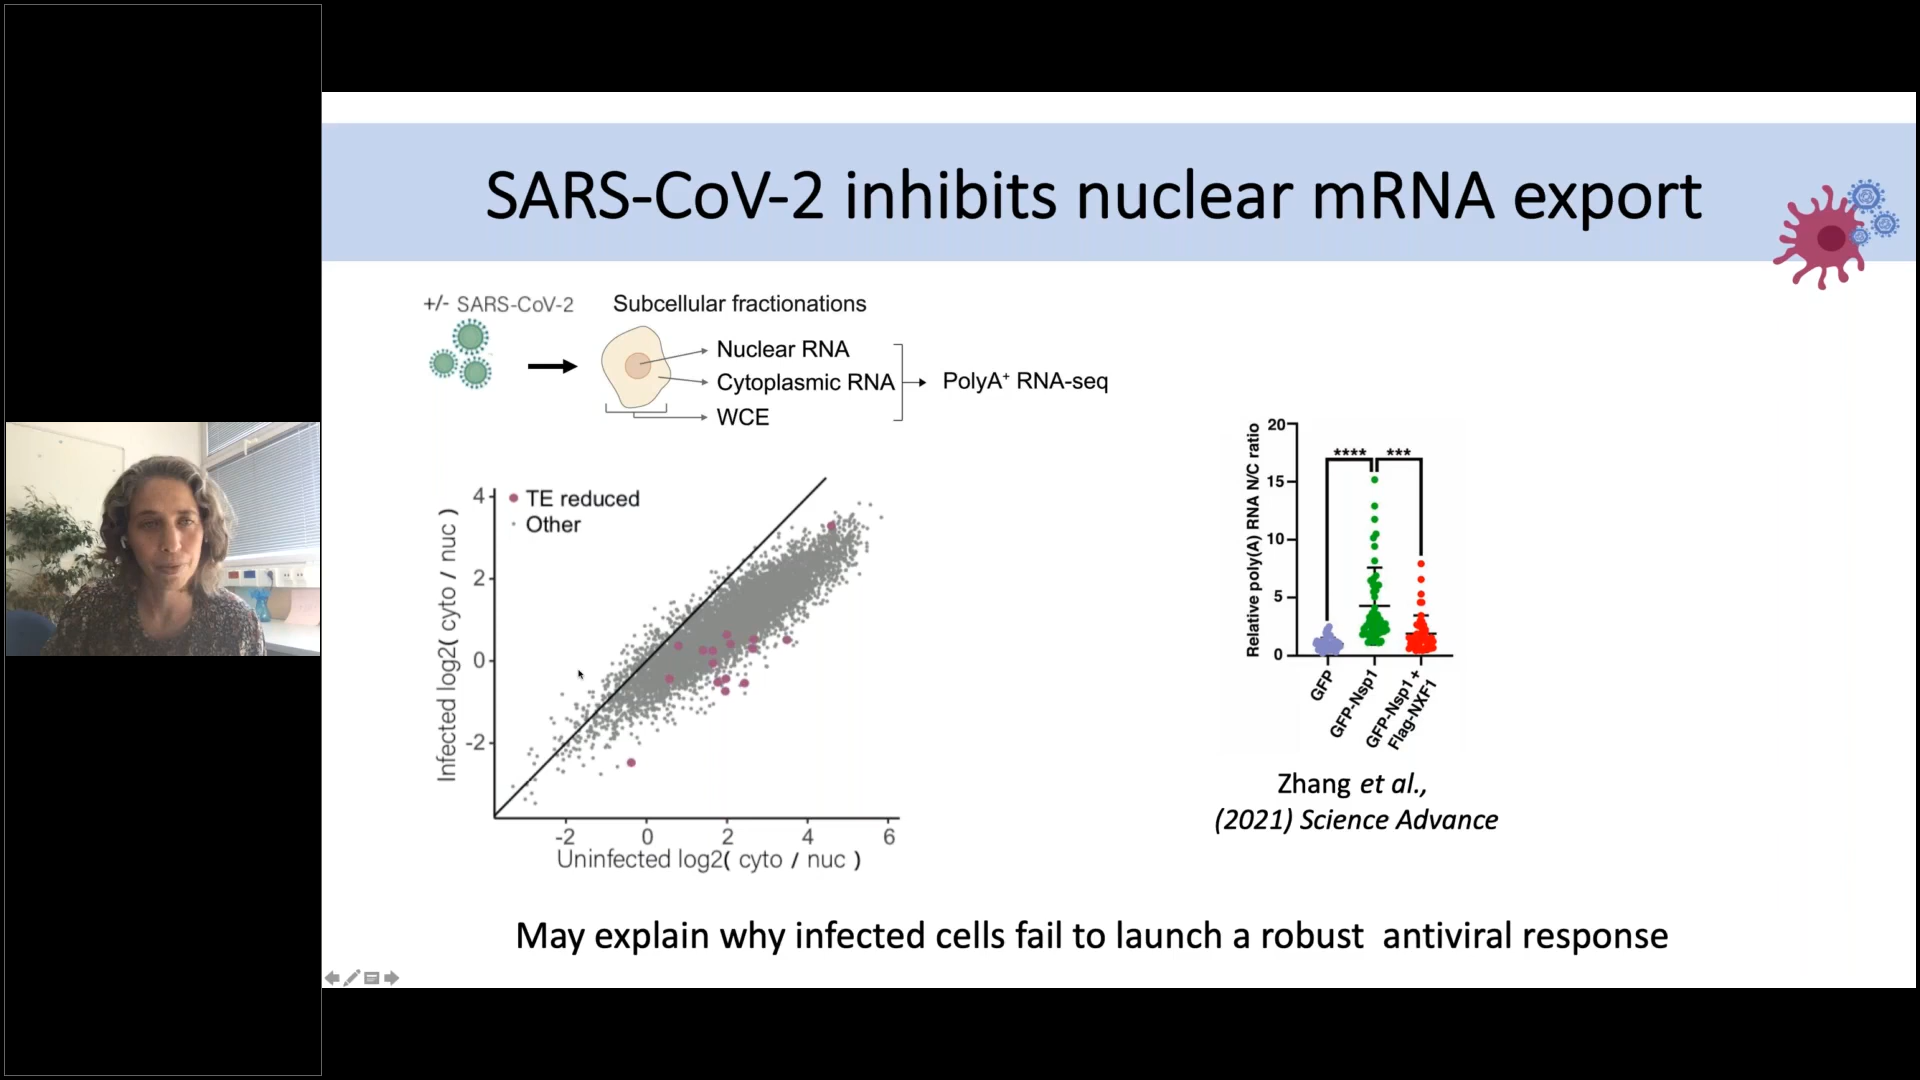 SARS-CoV-2 inhibits nuclear mRNA export
+/- SARS-CoV-2
Subcellular fractionations
Nuclear RNA
Cytoplasmic RNA
WCE
PolyA⁺ RNA-seq
TE reduced
Other
Infected log2( cyto / nuc )
4
2
0
-2
-2 0 2 4 6
Uninfected log2( cyto / nuc )
Relative poly(A) RNA N/C ratio
20
15
10
5
0
**** ***
GFP
GFP-Nsp1
GFP-Nsp1 +
Flag-NXF1
Zhang et al.,
(2021) Science Advance
May explain why infected cells fail to launch a robust antiviral response